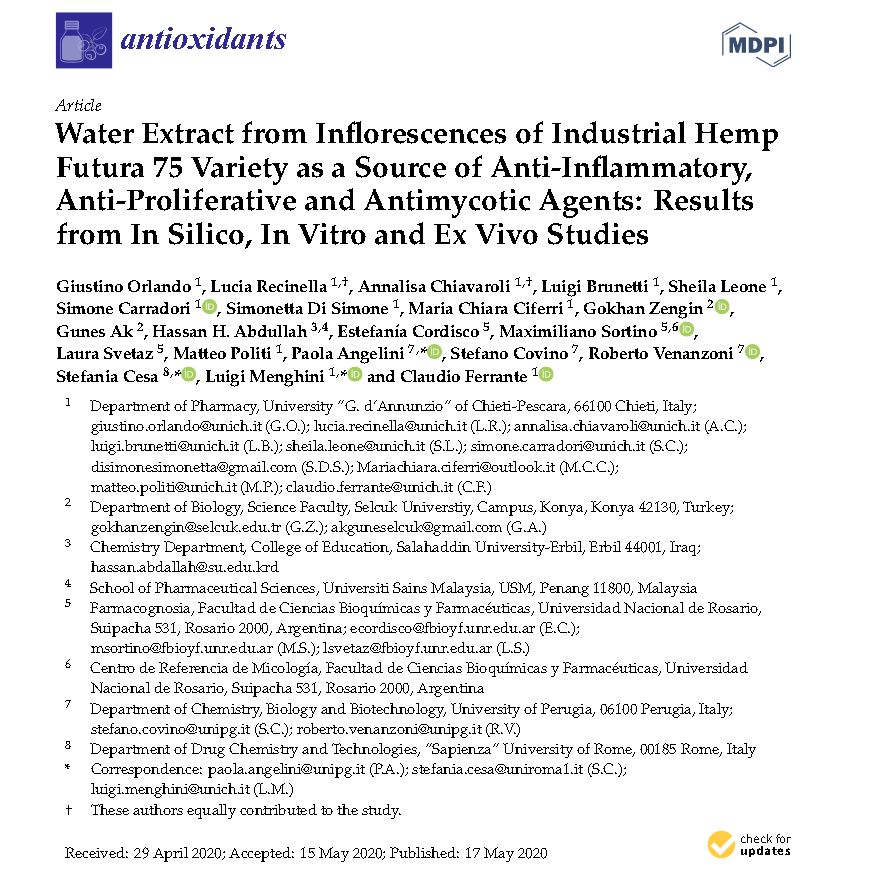 antioxidants
MDPI
Article
Water Extract from Inflorescences of Industrial Hemp
Futura 75 Variety as a Source of Anti-Inflammatory,
Anti-Proliferative and Antimycotic Agents: Results
from In Silico, In Vitro and Ex Vivo Studies
Giustino Orlando 1, Lucia Recinella 1,†, Annalisa Chiavaroli 1,†, Luigi Brunetti 1, Sheila Leone 1,
Simone Carradori 1 iD, Simonetta Di Simone 1, Maria Chiara Ciferri 1, Gokhan Zengin 2 iD,
Gunes Ak 2, Hassan H. Abdullah 3,4, Estefanía Cordisco 5, Maximiliano Sortino 5,6 iD,
Laura Svetaz 5, Matteo Politi 1, Paola Angelini 7,* iD, Stefano Covino 7, Roberto Venanzoni 7 iD,
Stefania Cesa 8,* iD, Luigi Menghini 1,* iD and Claudio Ferrante 1 iD
1 Department of Pharmacy, University "G. d'Annunzio" of Chieti-Pescara, 66100 Chieti, Italy;
giustino.orlando@unich.it (G.O.); lucia.recinella@unich.it (L.R.); annalisa.chiavaroli@unich.it (A.C.);
luigi.brunetti@unich.it (L.B.); sheila.leone@unich.it (S.L.); simone.carradori@unich.it (S.C.);
disimonesimonetta@gmail.com (S.D.S.); Mariachiara.ciferri@outlook.it (M.C.C.);
matteo.politi@unich.it (M.P.); claudio.ferrante@unich.it (C.F.)
2 Department of Biology, Science Faculty, Selcuk Universtiy, Campus, Konya, Konya 42130, Turkey;
gokhanzengin@selcuk.edu.tr (G.Z.); akguneselcuk@gmail.com (G.A.)
3 Chemistry Department, College of Education, Salahaddin University-Erbil, Erbil 44001, Iraq;
hassan.abdallah@su.edu.krd
4 School of Pharmaceutical Sciences, Universiti Sains Malaysia, USM, Penang 11800, Malaysia
5 Farmacognosia, Facultad de Ciencias Bioquímicas y Farmacéuticas, Universidad Nacional de Rosario,
Suipacha 531, Rosario 2000, Argentina; ecordisco@fbioyf.unr.edu.ar (E.C.);
msortino@fbioyf.unr.edu.ar (M.S.); lsvetaz@fbioyf.unr.edu.ar (L.S.)
6 Centro de Referencia de Micología, Facultad de Ciencias Bioquímicas y Farmacéuticas, Universidad
Nacional de Rosario, Suipacha 531, Rosario 2000, Argentina
7 Department of Chemistry, Biology and Biotechnology, University of Perugia, 06100 Perugia, Italy;
stefano.covino@unipg.it (S.C.); roberto.venanzoni@unipg.it (R.V.)
8 Department of Drug Chemistry and Technologies, "Sapienza" University of Rome, 00185 Rome, Italy
* Correspondence: paola.angelini@unipg.it (P.A.); stefania.cesa@uniroma1.it (S.C.);
luigi.menghini@unich.it (L.M.)
† These authors equally contributed to the study.
Received: 29 April 2020; Accepted: 15 May 2020; Published: 17 May 2020
check for
updates